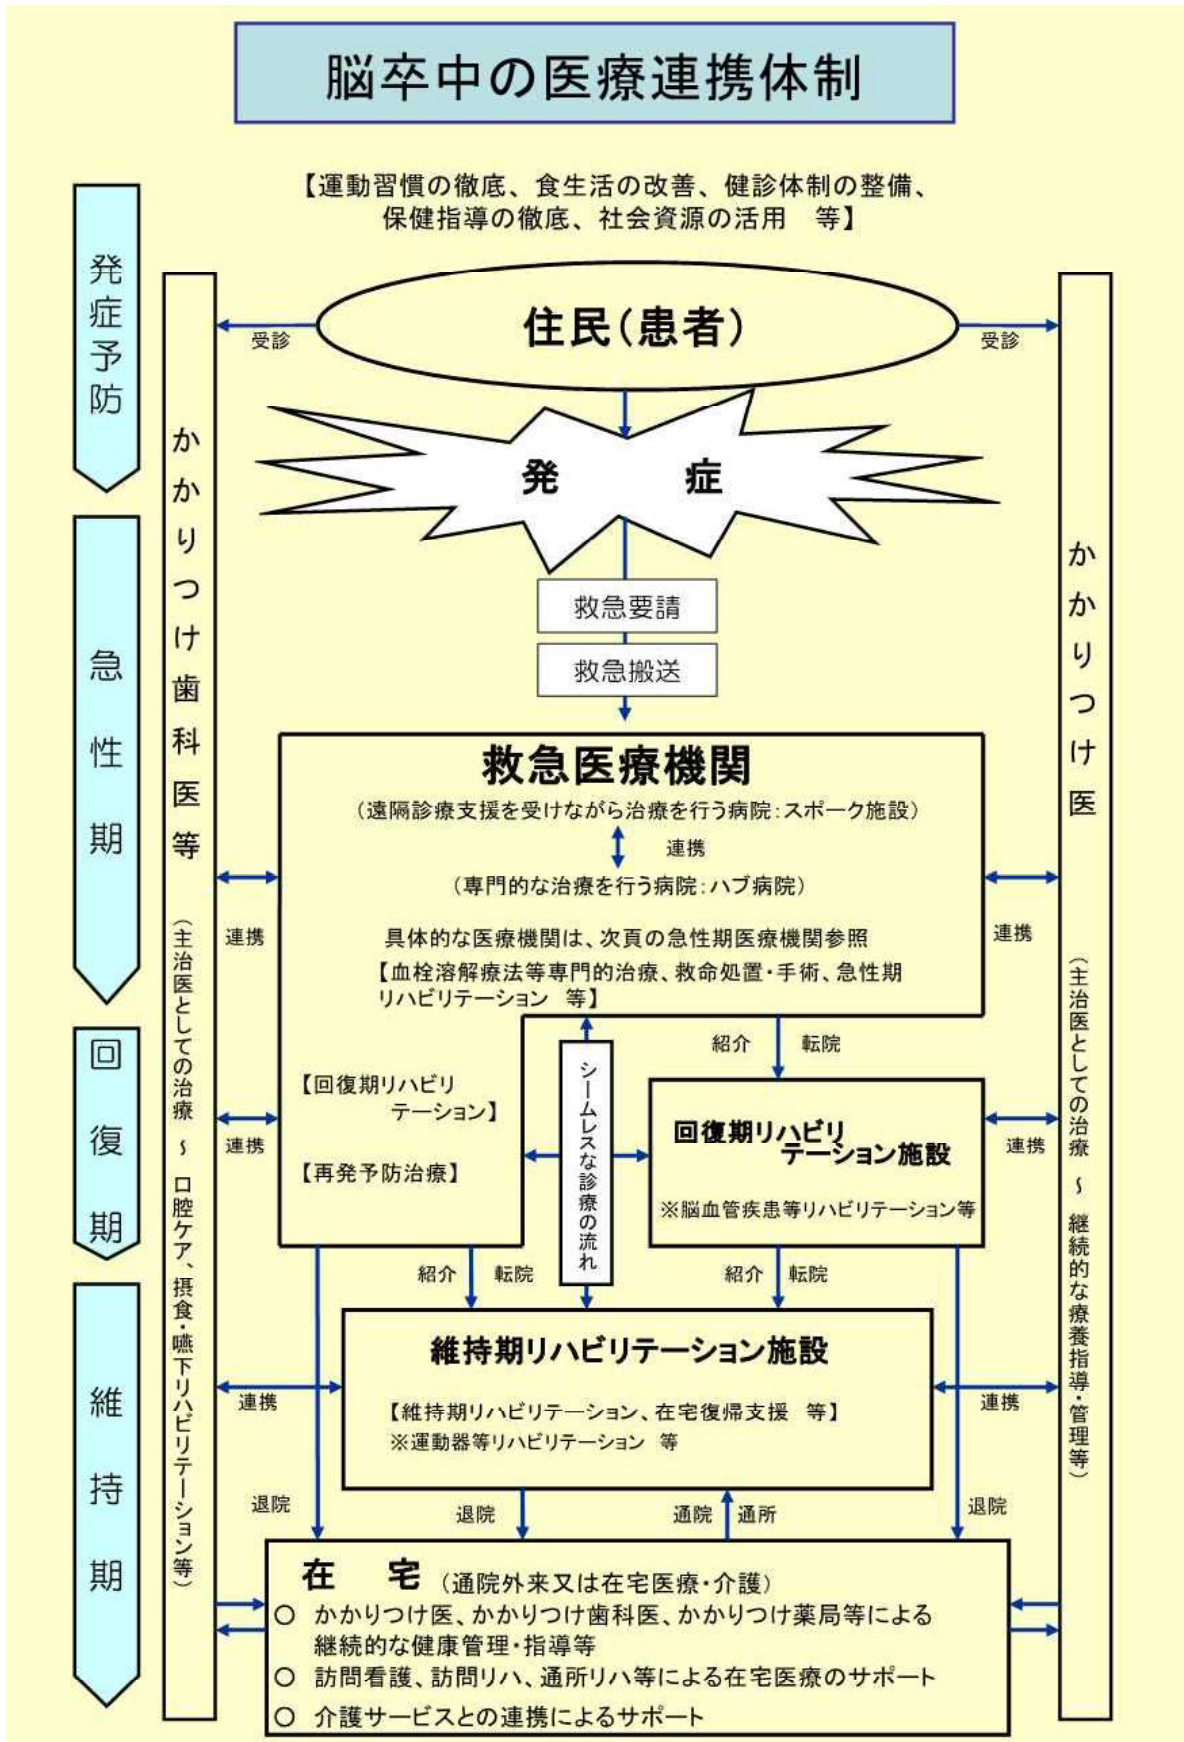 脳卒中の医療連携体制
【運動習慣の徹底、食生活の改善、健診体制の整備、
保健指導の徹底、社会資源の活用　等】
発症予防
急性期
回復期
維持期
かかりつけ歯科医等
（主治医としての治療 ～ 口腔ケア、摂食・嚥下リハビリテーション等）
かかりつけ医
（主治医としての治療 ～ 継続的な療養指導・管理等）
住民（患者）
受診
受診
発　症
救急要請
救急搬送
救急医療機関
（遠隔診療支援を受けながら治療を行う病院：スポーク施設）
連携
（専門的な治療を行う病院：ハブ病院）
連携
連携
具体的な医療機関は、次頁の急性期医療機関参照
【血栓溶解療法等専門的治療、救命処置・手術、急性期
リハビリテーション　等】
紹介　転院
シームレスな診療の流れ
【回復期リハビリ
テーション】
【再発予防治療】
連携
回復期リハビリ
テーション施設
※脳血管疾患等リハビリテーション等
連携
紹介　転院
紹介　転院
維持期リハビリテーション施設
【維持期リハビリテーション、在宅復帰支援　等】
※運動器等リハビリテーション　等
連携
連携
退院
退院
通院　通所
退院
在　宅（通院外来又は在宅医療・介護）
○ かかりつけ医、かかりつけ歯科医、かかりつけ薬局等による
継続的な健康管理・指導等
○ 訪問看護、訪問リハ、通所リハ等による在宅医療のサポート
○ 介護サービスとの連携によるサポート